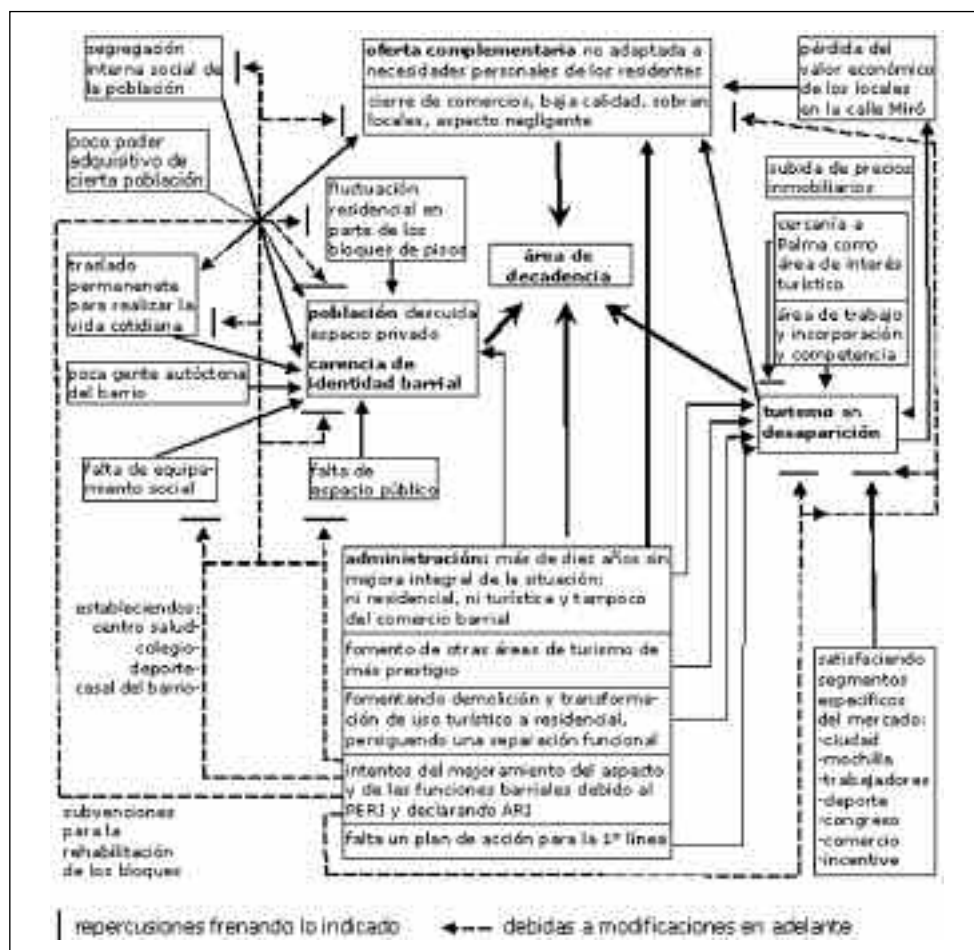 segregación
interna social de
la población
oferta complementaria no adaptada a
necesidades personales de los residentes
cierre de comercios, baja calidad, sobran
locales, aspecto negligente
pérdida del
valor económico
de los locales
en la calle Miró
poco poder
adquisitivo de
cierta población
fluctuación
residencial en
parte de los
bloques de pisos
subida de precios
inmobiliarios
cercanía a
Palma como
área de interés
turístico
área de trabajo
y incorporación
y competencia
área de
decadencia
traslado
permanenete
para realizar la
vida cotidiana
población descuida
espacio privado
carencia de
identidad barrial
poca gente autóctona
del barrio
turismo en
desaparición
falta de equipa-
miento social
falta de
espacio público
administración: más de diez años sin
mejora integral de la situación:
ni residencial, ni turística y tampoco
del comercio barrial
fomento de otras áreas de turismo de
más prestigio
fomentando demolición y transforma-
ción de uso turístico a residencial,
persiguiendo una separación funcional
intentos del mejoramiento del aspecto
y de las funciones barriales debido al
PERI y declarando ARI
falta un plan de acción para la 1ª línea
estableciendos:
centro salud-
colegio-
deporte-
casal del barrio-
subvenciones
para la
rehabilitación
de los bloques
satisfaciendo
segmentos
específicos
del mercado:
-ciudad
-mochilla
-trabajadores
-deporte
-congreso
-comercio
-incentive
repercusiones frenando lo indicado
debidas a modificaciones en adelante